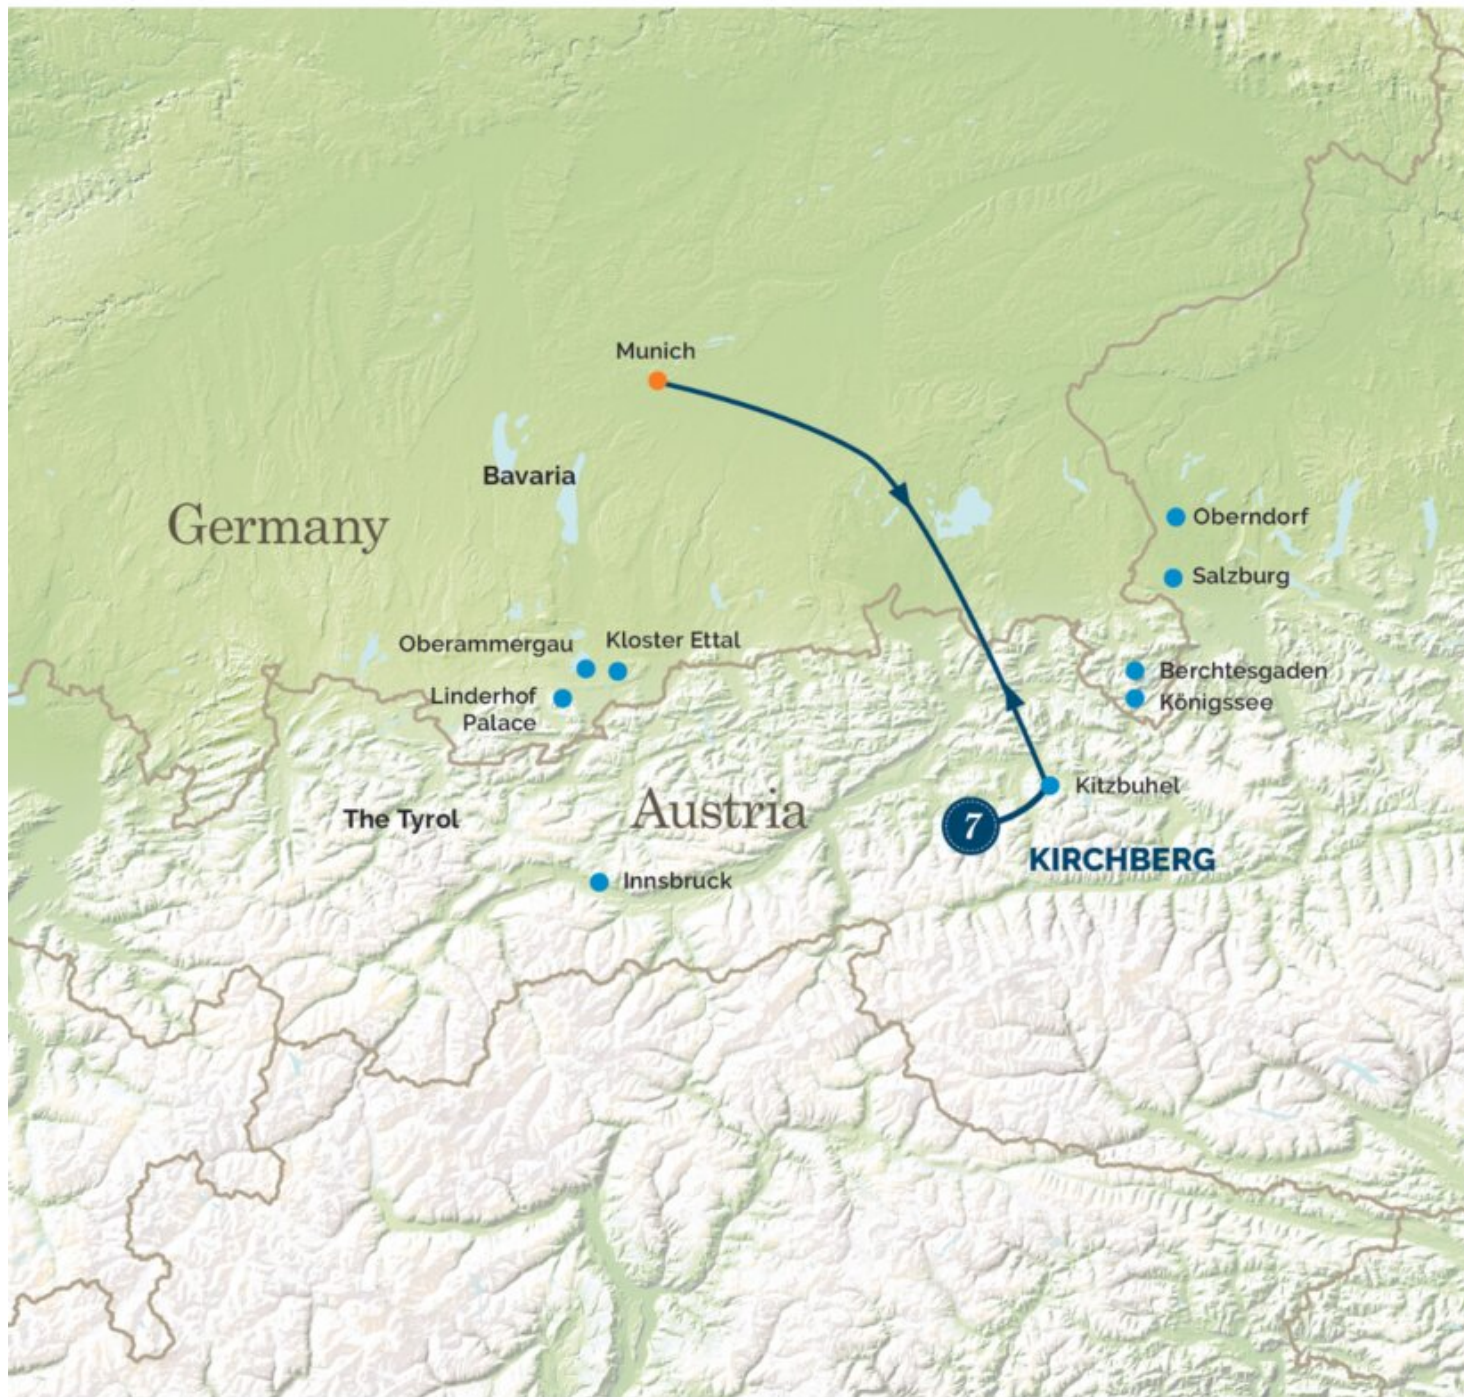 Munich
Bavaria
Germany
Oberndorf
Salzburg
Oberammergau
Kloster Ettal
Linderhof
Palace
Berchtesgaden
Königssee
Kitzbuhel
The Tyrol
Austria
7
KIRCHBERG
Innsbruck